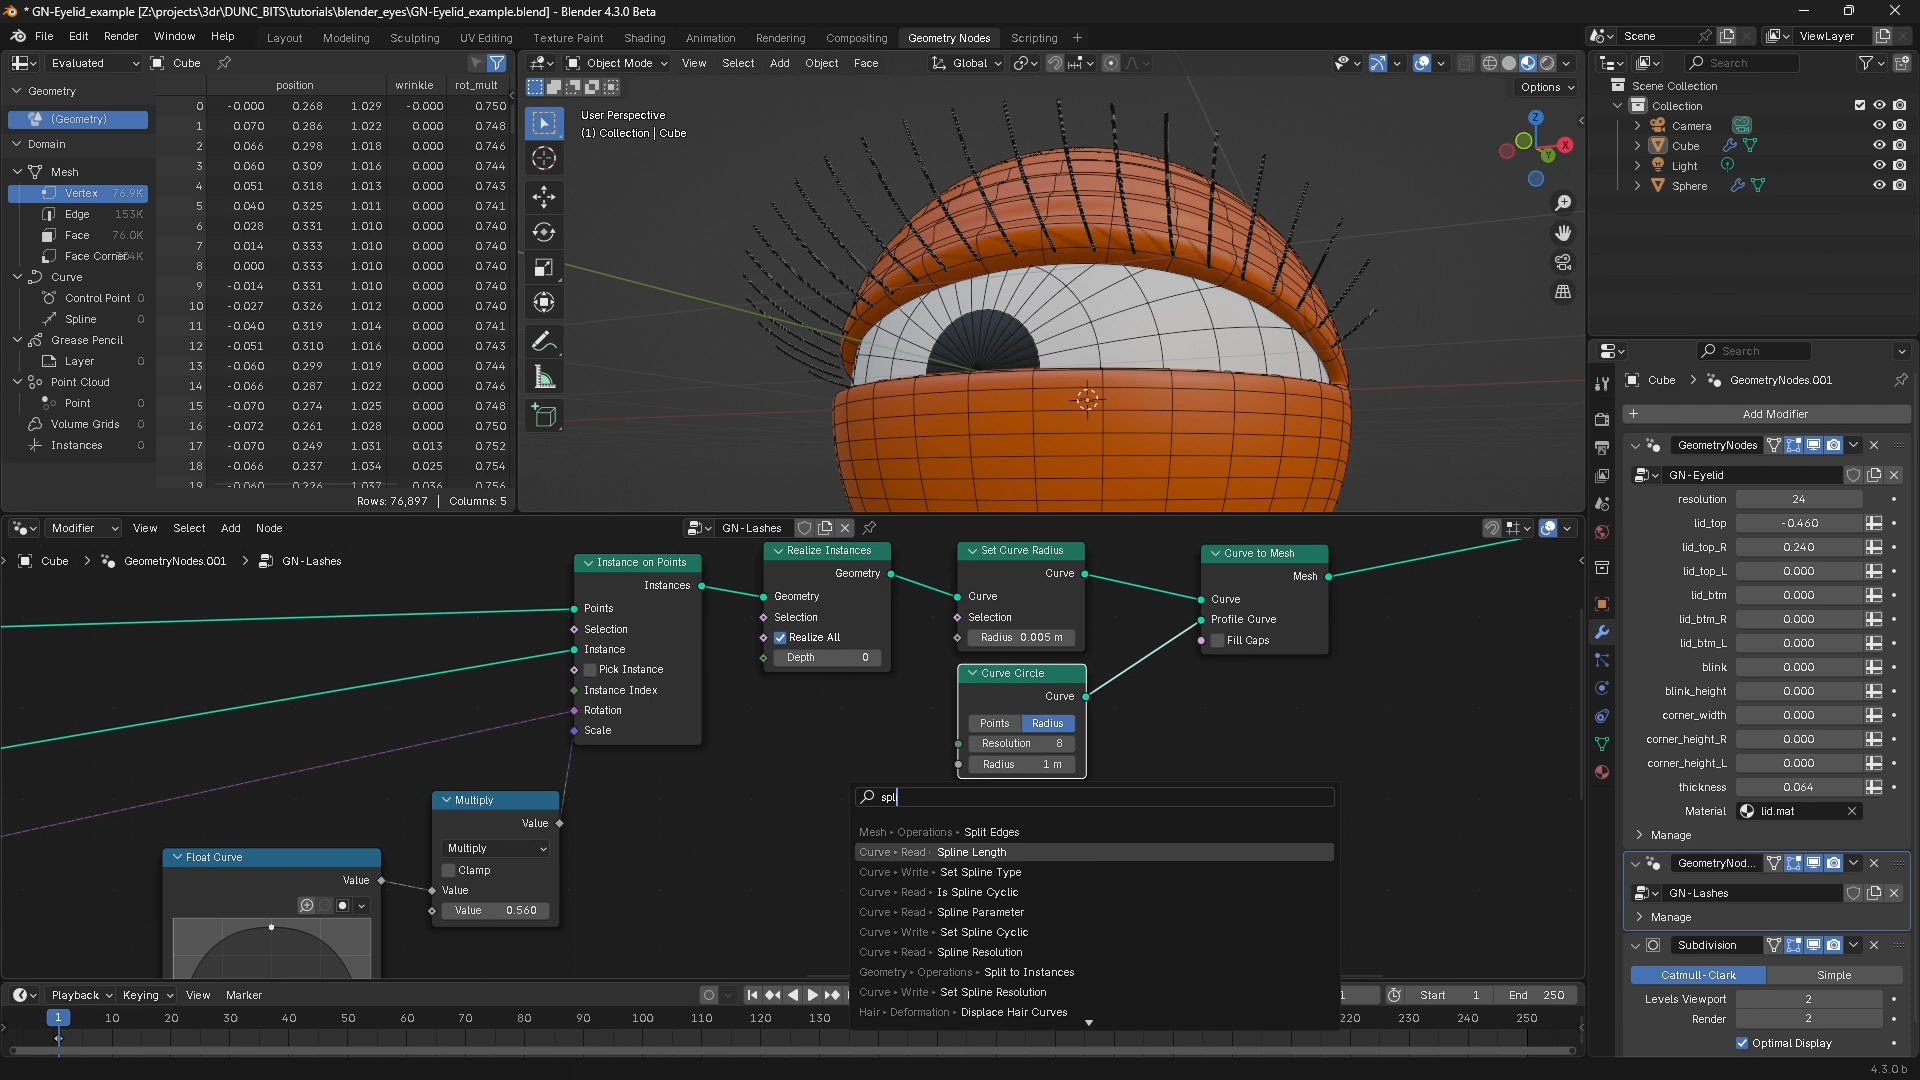 * GN-Eyelid_example [Z:\projects\3dr\DUNC_BITS\tutorials\blender_eyes\GN-Eyelid_example.blend] - Blender 4.3.0 Beta
File Edit Render Window Help Layout Modeling Sculpting UV Editing Texture Paint Shading Animation Rendering Compositing Geometry Nodes Scripting + Scene ViewLayer
Evaluated Cube
Object Mode View Select Add Object Face Global
Search
Options
position wrinkle rot_mult
Geometry
(Geometry)
Domain
Mesh
Vertex 76.9K
Edge 153K
Face 76.0K
Face Corner
Curve
Control Point 0
Spline 0
Grease Pencil
Layer 0
Point Cloud
Point 0
Volume Grids 0
Instances 0
0 -0.000 0.268 1.029 -0.000 0.750
1 0.070 0.286 1.022 0.000 0.748
2 0.066 0.298 1.018 0.000 0.746
3 0.060 0.309 1.016 0.000 0.744
4 0.051 0.318 1.013 0.000 0.743
5 0.040 0.325 1.011 0.000 0.741
6 0.028 0.331 1.010 0.000 0.740
7 0.014 0.333 1.010 0.000 0.740
8 0.000 0.333 1.010 0.000 0.740
9 -0.014 0.331 1.010 0.000 0.740
10 -0.027 0.326 1.012 0.000 0.740
11 -0.040 0.319 1.014 0.000 0.741
12 -0.051 0.310 1.016 0.000 0.743
13 -0.060 0.299 1.019 0.000 0.744
14 -0.066 0.287 1.022 0.000 0.746
15 -0.070 0.274 1.025 0.000 0.748
16 -0.072 0.261 1.028 0.000 0.750
17 -0.070 0.249 1.031 0.013 0.752
18 -0.066 0.237 1.034 0.025 0.754
19 -0.060 0.226 1.037 0.036 0.756
Rows: 76,897 | Columns: 5
User Perspective
(1) Collection | Cube
Z
X
Y
Scene Collection
Collection
Camera
Cube
Light
Sphere
Search
Cube > GeometryNodes.001
+ Add Modifier
GeometryNodes
GN-Eyelid
resolution 24
lid_top -0.460
lid_top_R 0.240
lid_top_L 0.000
lid_btm 0.000
lid_btm_R 0.000
lid_btm_L 0.000
blink 0.000
blink_height 0.000
corner_width 0.000
corner_height_R 0.000
corner_height_L 0.000
thickness 0.064
Material lid.mat
Manage
GeometryNod...
GN-Lashes
Manage
Subdivision
Catmull-Clark Simple
Levels Viewport 2
Render 2
Optimal Display
Modifier View Select Add Node GN-Lashes
Cube > GeometryNodes.001 > GN-Lashes
Instance on Points
Instances
Points
Selection
Instance
Pick Instance
Instance Index
Rotation
Scale
Realize Instances
Geometry
Geometry
Selection
Realize All
Depth 0
Set Curve Radius
Curve
Curve
Selection
Radius 0.005 m
Curve to Mesh
Mesh
Curve
Profile Curve
Fill Caps
Curve Circle
Curve
Points Radius
Resolution 8
Radius 1 m
Multiply
Value
Multiply
Clamp
Value
Value 0.560
Float Curve
Value
spli
Mesh ▸ Operations ▸ Split Edges
Curve ▸ Read ▸ Spline Length
Curve ▸ Write ▸ Set Spline Type
Curve ▸ Read ▸ Is Spline Cyclic
Curve ▸ Read ▸ Spline Parameter
Curve ▸ Write ▸ Set Spline Cyclic
Curve ▸ Read ▸ Spline Resolution
Geometry ▸ Operations ▸ Split to Instances
Curve ▸ Write ▸ Set Spline Resolution
Hair ▸ Deformation ▸ Displace Hair Curves
Playback Keying View Marker 1 Start 1 End 250
1 10 20 30 40 50 60 70 80 90 100 110 120 130 220 230 240 250
4.3.0 b